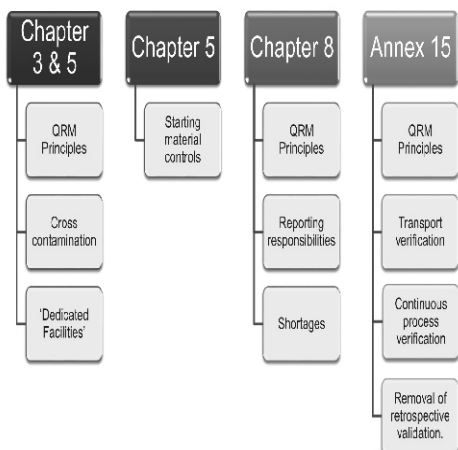 Chapter
3 & 5
QRM
Principles
Cross
contamination
'Dedicated
Facilities'
Chapter 5
Starting
material
controls
Chapter 8
QRM
Principles
Reporting
responsibilities
Shortages
Annex 15
QRM
Principles
Transport
verification
Continuous
process
verification
Removal of
retrospective
validation.